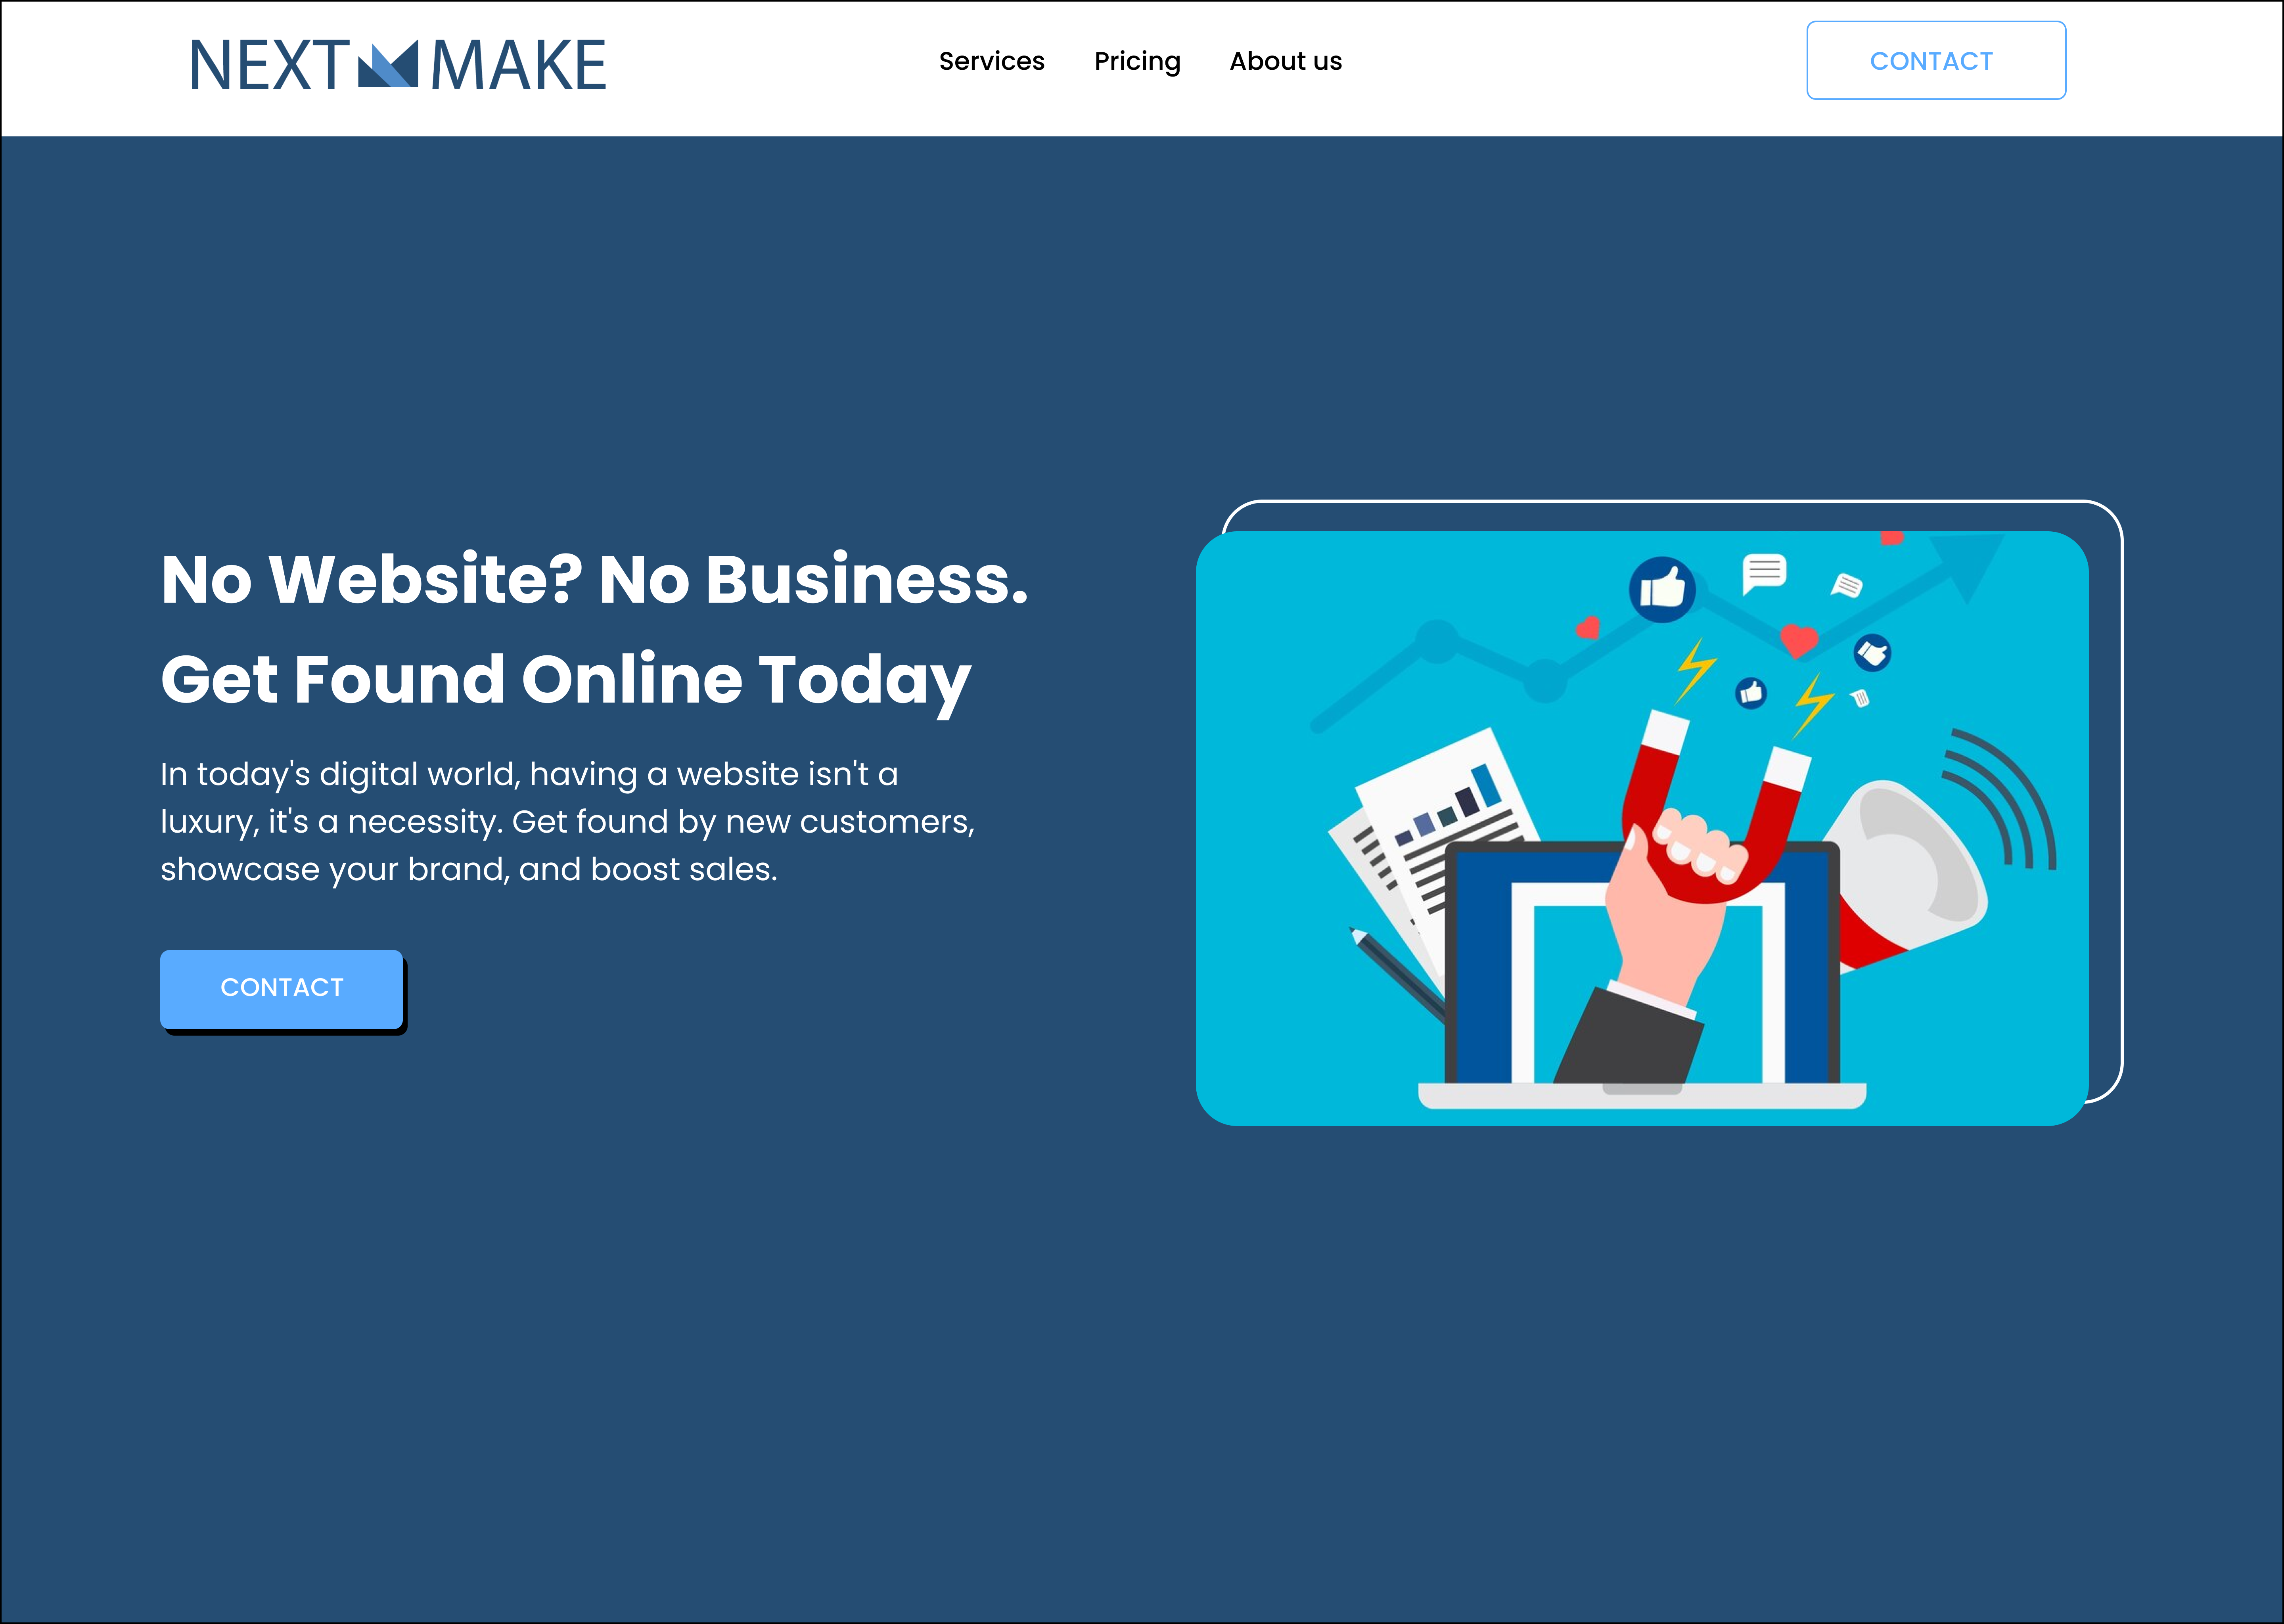 NEXT MAKE
Services
Pricing
About us
CONTACT
No Website? No Business.
Get Found Online Today
In today's digital world, having a website isn't a
luxury, it's a necessity. Get found by new customers,
showcase your brand, and boost sales.
CONTACT